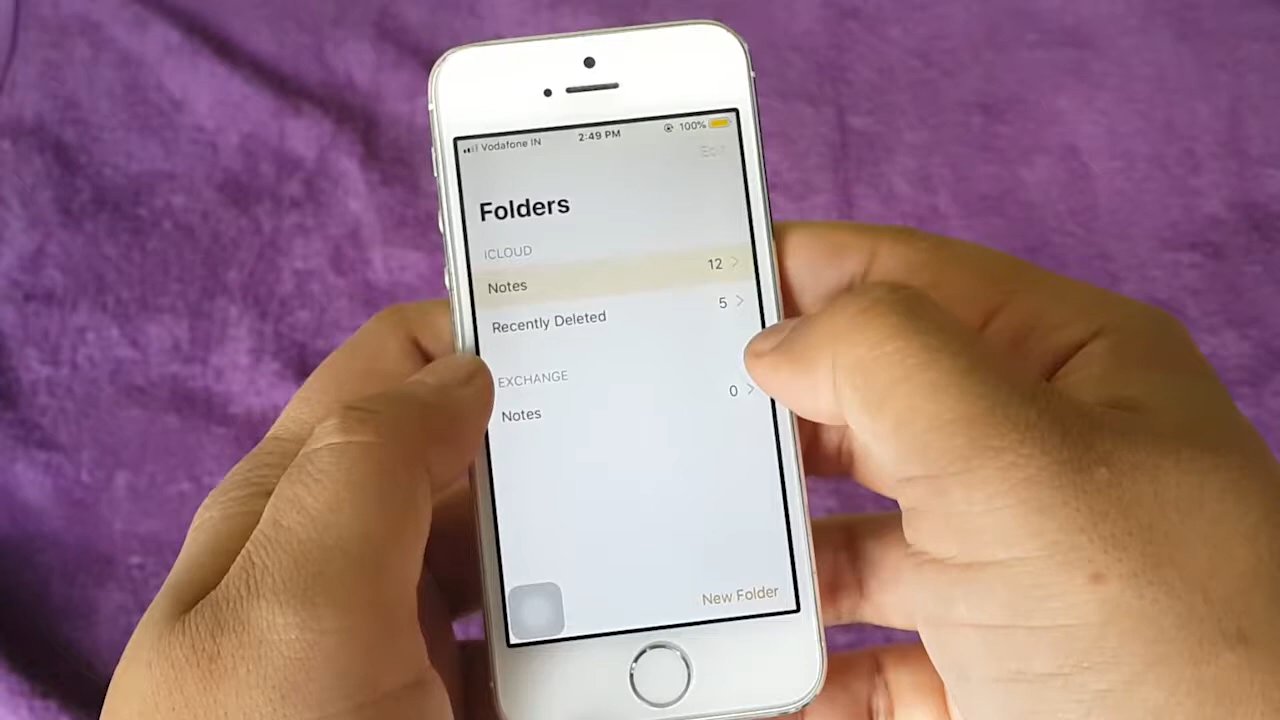 Vodafone IN 2:49 PM 100%
Edit
Folders
ICLOUD
Notes 12
Recently Deleted 5
EXCHANGE
Notes 0
New Folder